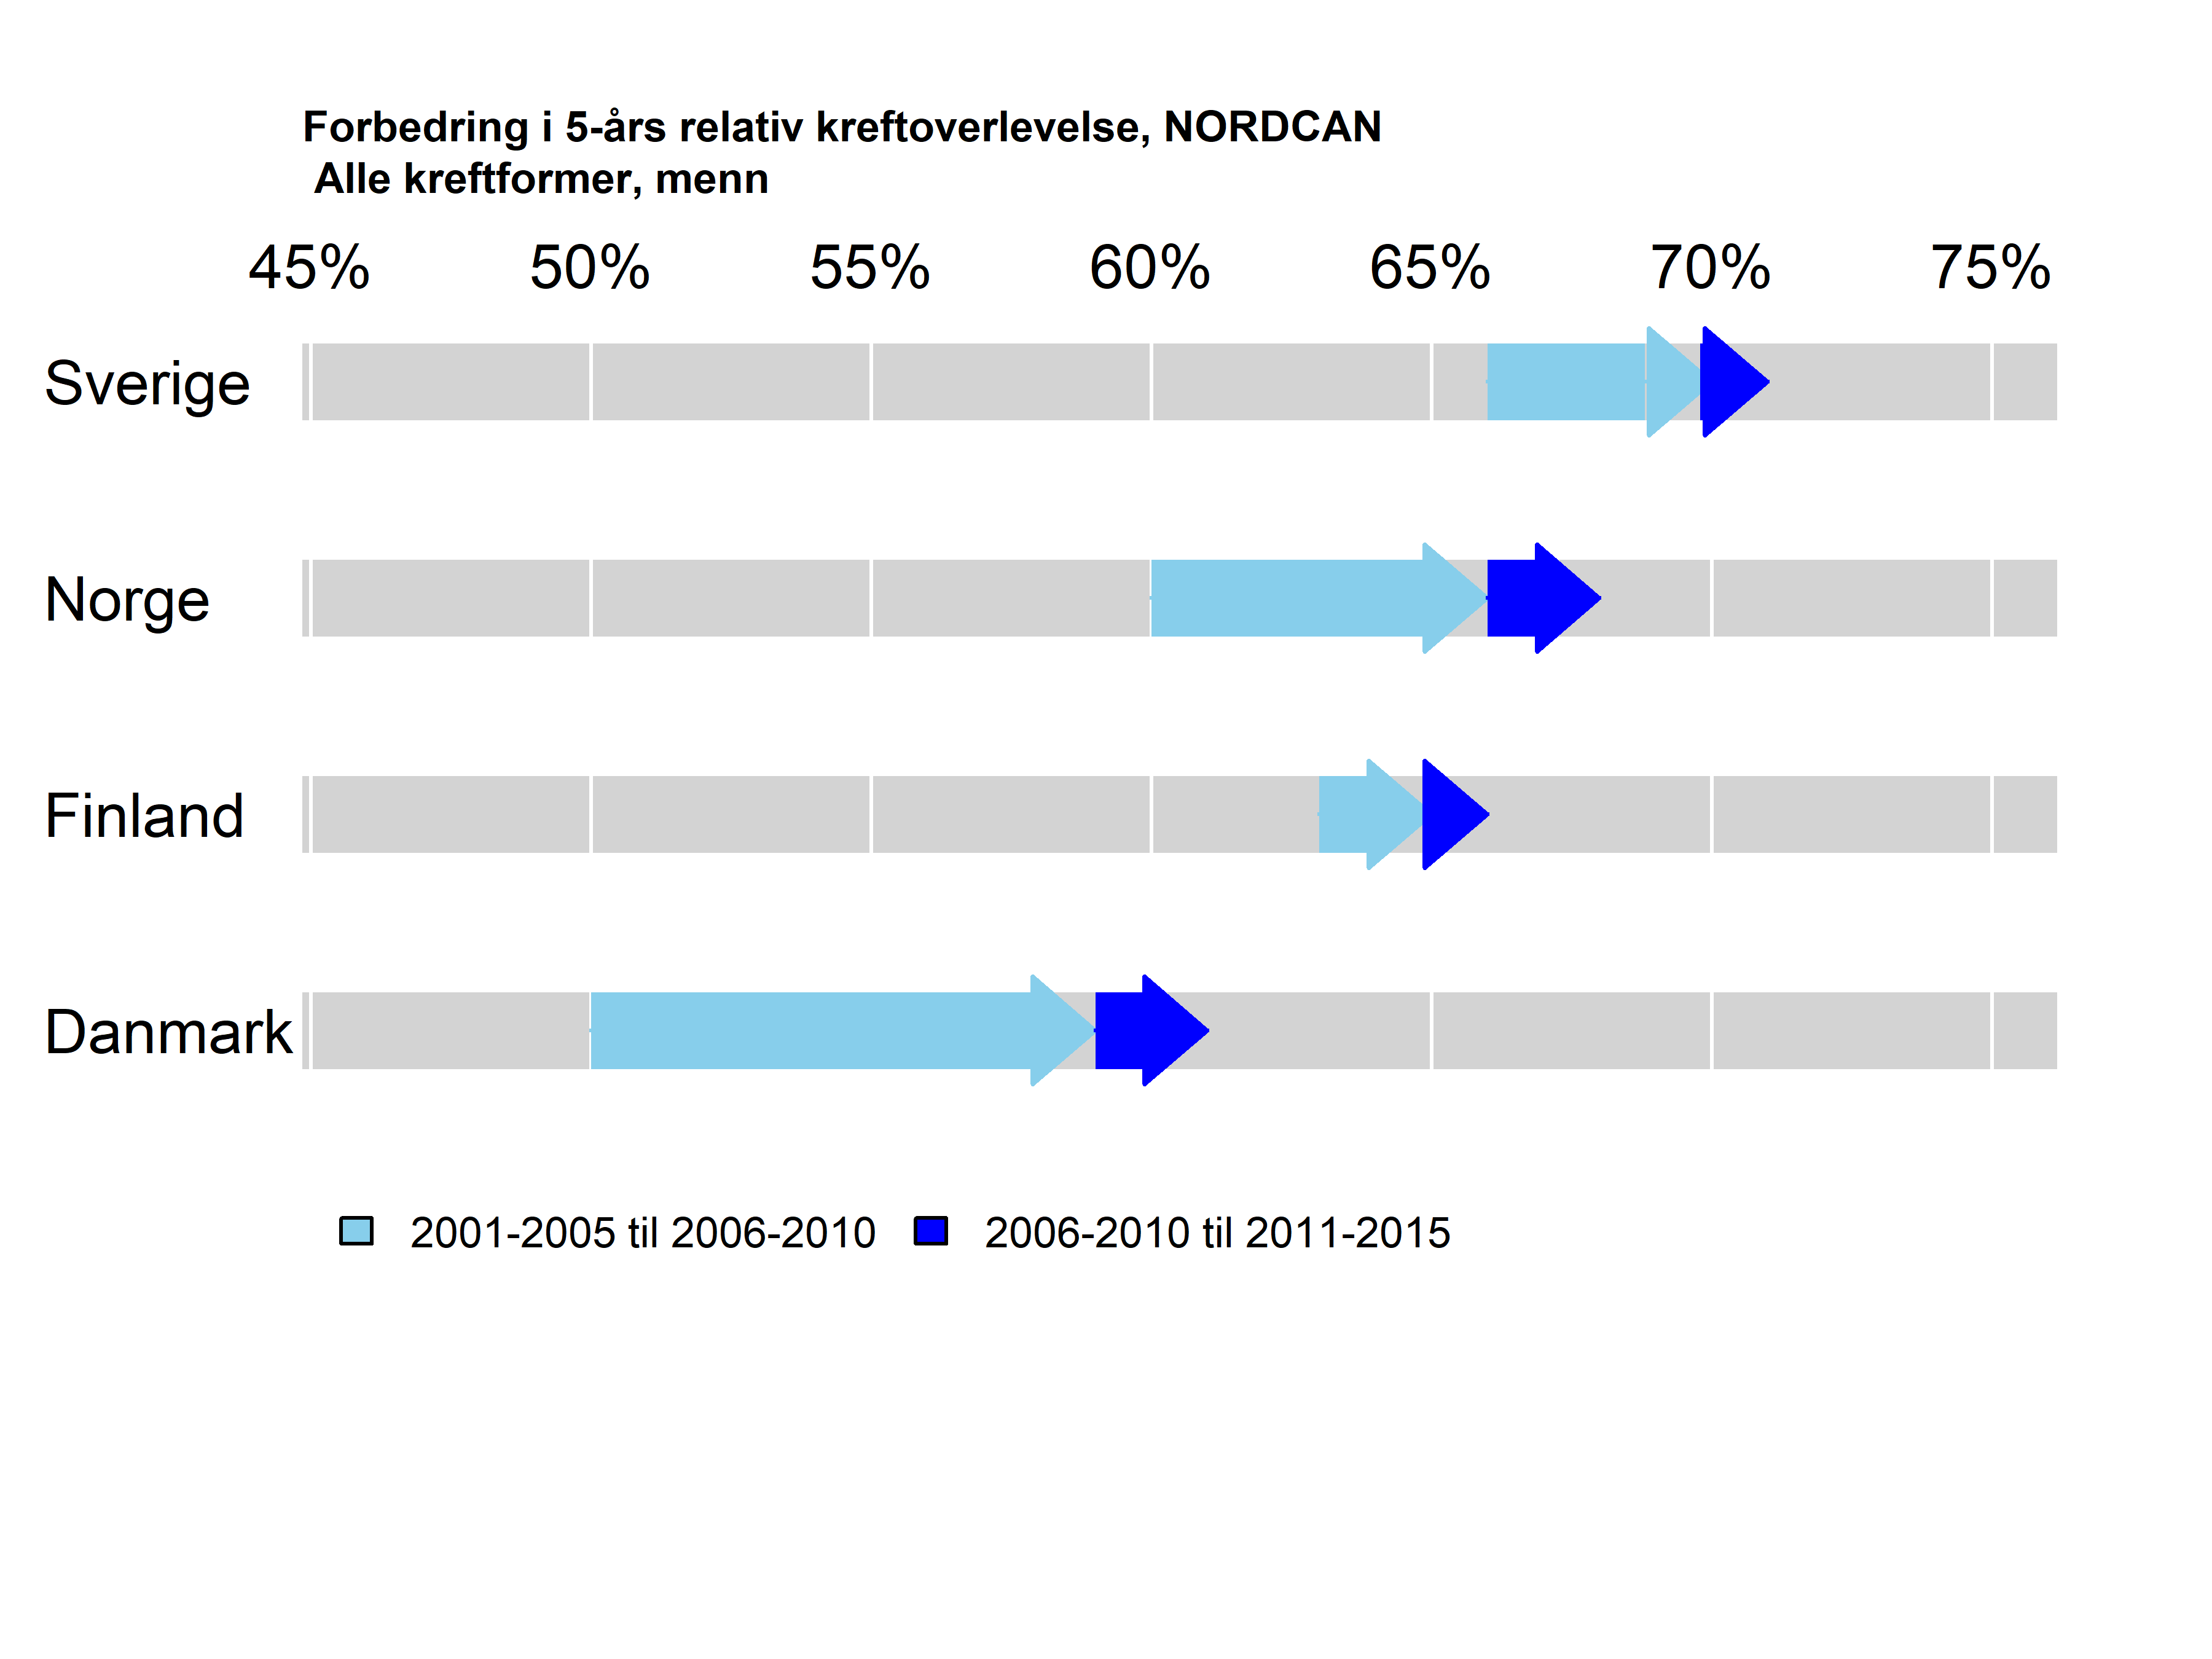 Forbedring i 5-års relativ kreftoverlevelse, NORDCAN
Alle kreftformer, menn
45% 50% 55% 60% 65% 70% 75%
Sverige
Norge
Finland
Danmark
2001-2005 til 2006-2010 2006-2010 til 2011-2015